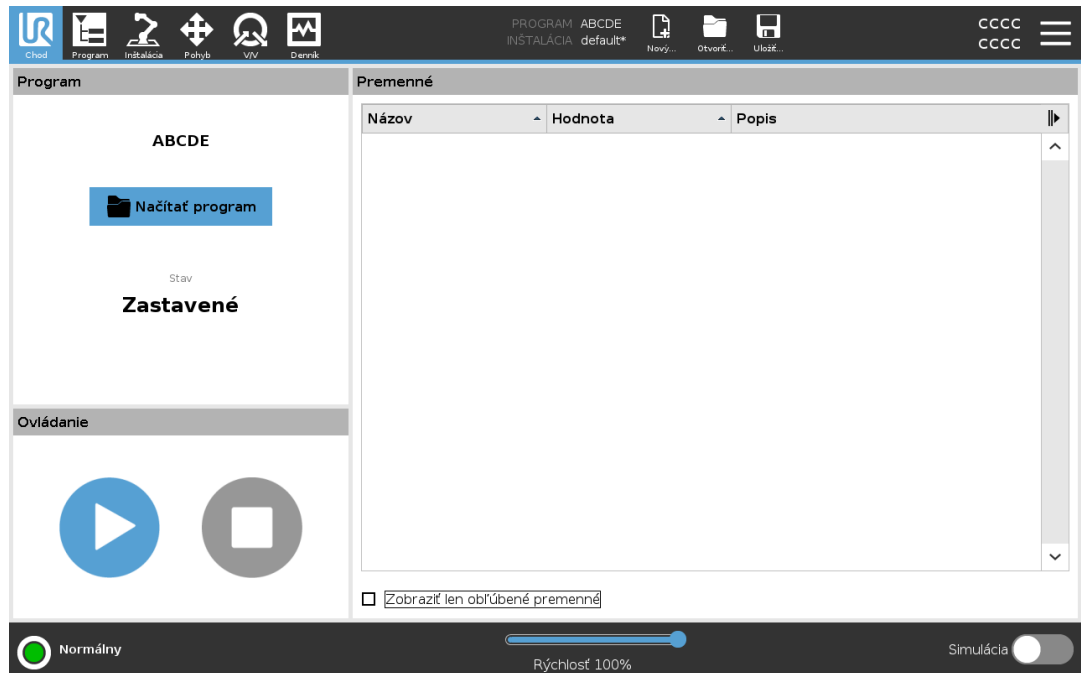 UR
Chod
Program
Inštalácia
Pohyb
V/V
Denník
PROGRAM ABCDE
INŠTALÁCIA default*
Nový...
Otvoriť...
Uložiť...
CCCC
CCCC
Program
ABCDE
Načítať program
Stav
Zastavené
Ovládanie
Premenné
Názov Hodnota Popis
Zobraziť len obľúbené premenné
Normálny
Rýchlosť 100%
Simulácia